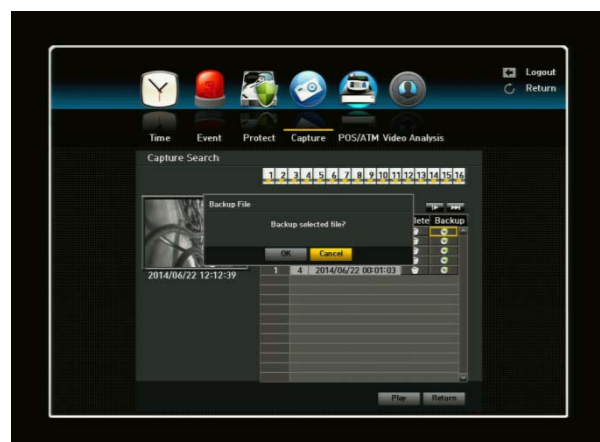 Logout
Return
Time Event Protect Capture POS/ATM Video Analysis
Capture Search
1 2 3 4 5 6 7 8 9 10 11 12 13 14 15 16
Backup File
Backup selected file?
OK Cancel
lete Backup
2014/06/22 12:12:39
1 4 2014/06/22 00:01:03
Play Return